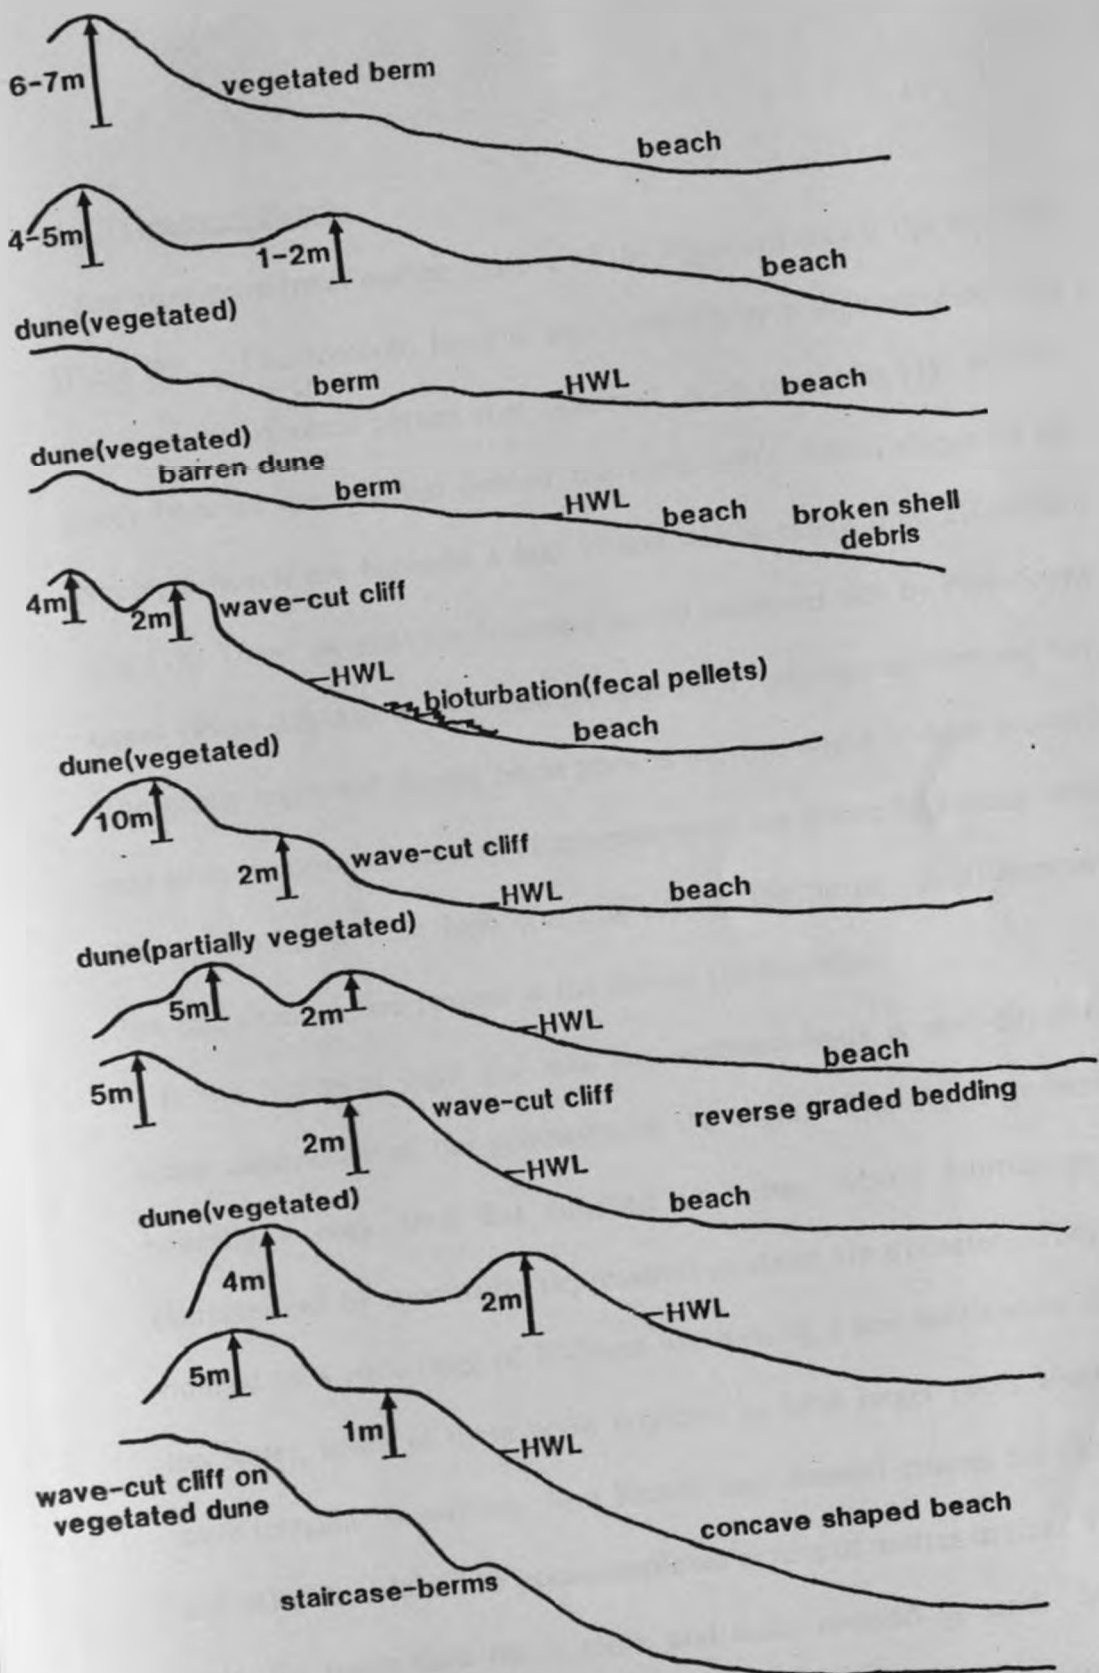 6-7m
vegetated berm
beach
4-5m
1-2m
beach
dune(vegetated)
berm
HWL
beach
dune(vegetated)
barren dune
berm
HWL
beach
broken shell
debris
4m
2m
wave-cut cliff
HWL
bioturbation(fecal pellets)
beach
dune(vegetated)
10m
2m
wave-cut cliff
HWL
beach
dune(partially vegetated)
5m
2m
HWL
beach
5m
2m
wave-cut cliff
reverse graded bedding
HWL
beach
dune(vegetated)
4m
2m
HWL
5m
1m
HWL
concave shaped beach
wave-cut cliff on
vegetated dune
staircase-berms